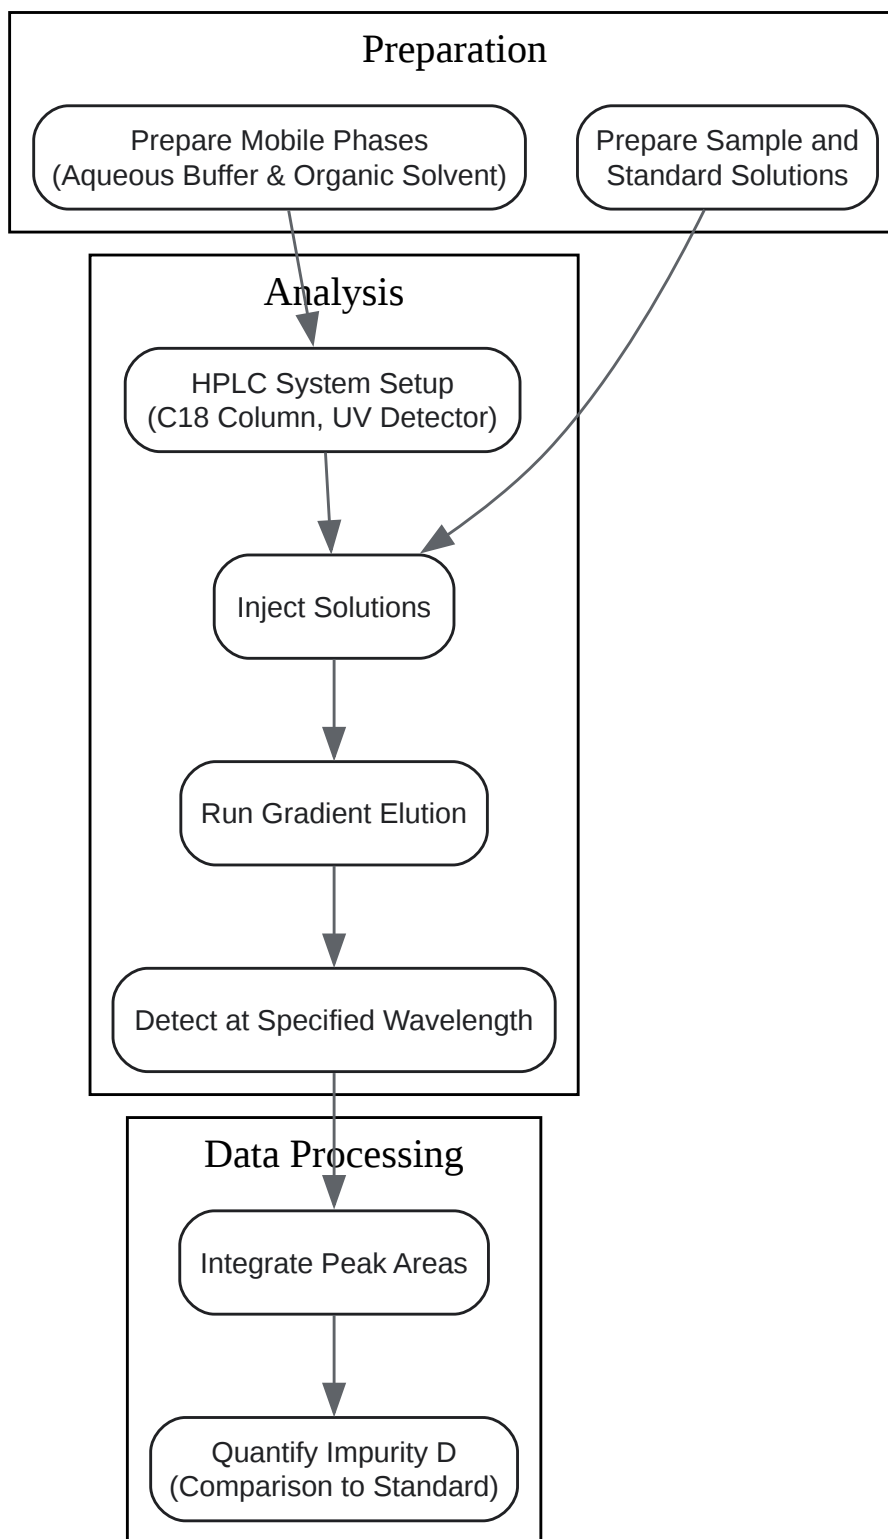 Preparation
Prepare Mobile Phases
(Aqueous Buffer & Organic Solvent)
Prepare Sample and
Standard Solutions
Analysis
HPLC System Setup
(C18 Column, UV Detector)
Inject Solutions
Run Gradient Elution
Detect at Specified Wavelength
Data Processing
Integrate Peak Areas
Quantify Impurity D
(Comparison to Standard)